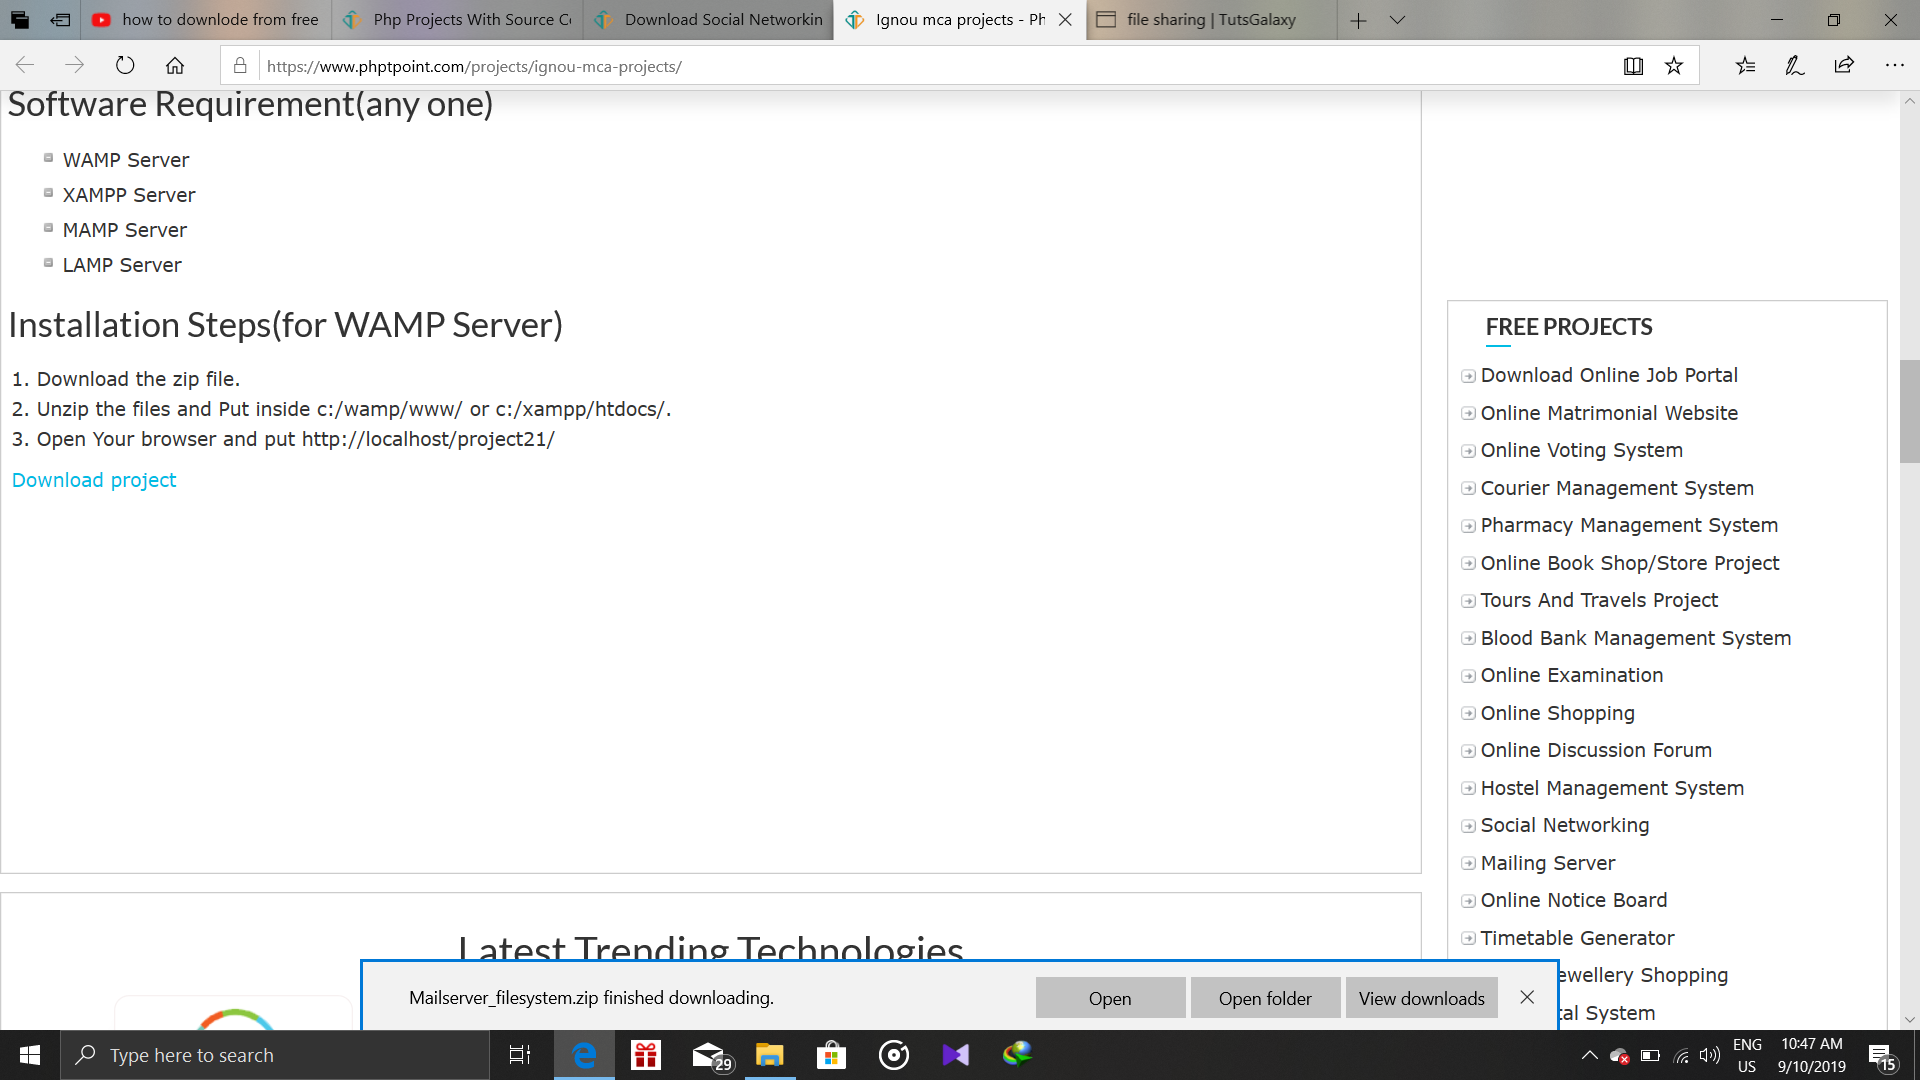 how to downlode from free
Php Projects With Source Co
Download Social Networkin
Ignou mca projects - Ph
file sharing | TutsGalaxy
https://www.phptpoint.com/projects/ignou-mca-projects/
Software Requirement(any one)
WAMP Server
XAMPP Server
MAMP Server
LAMP Server
Installation Steps(for WAMP Server)
1. Download the zip file.
2. Unzip the files and Put inside c:/wamp/www/ or c:/xampp/htdocs/.
3. Open Your browser and put http://localhost/project21/
Download project
FREE PROJECTS
Download Online Job Portal
Online Matrimonial Website
Online Voting System
Courier Management System
Pharmacy Management System
Online Book Shop/Store Project
Tours And Travels Project
Blood Bank Management System
Online Examination
Online Shopping
Online Discussion Forum
Hostel Management System
Social Networking
Mailing Server
Online Notice Board
Timetable Generator
ewellery Shopping
tal System
Latest Trending Technologies
Mailserver_filesystem.zip finished downloading.
Open
Open folder
View downloads
Type here to search
29
ENG
US
10:47 AM
9/10/2019
15